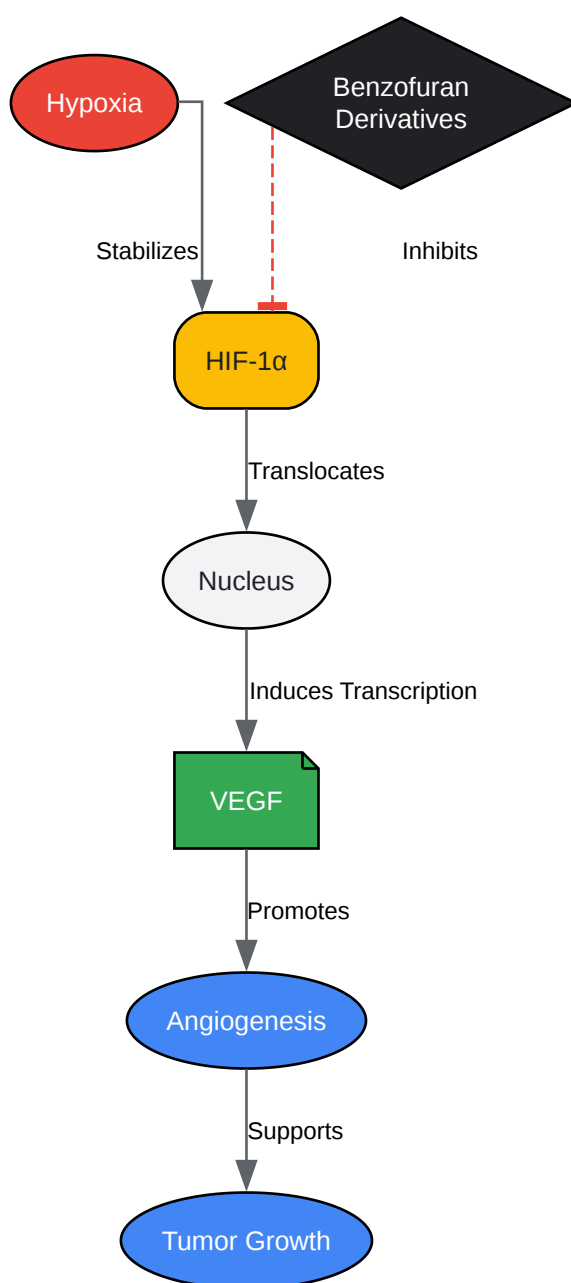 Hypoxia
Benzofuran
Derivatives
Stabilizes
Inhibits
HIF-1α
Translocates
Nucleus
Induces Transcription
VEGF
Promotes
Angiogenesis
Supports
Tumor Growth